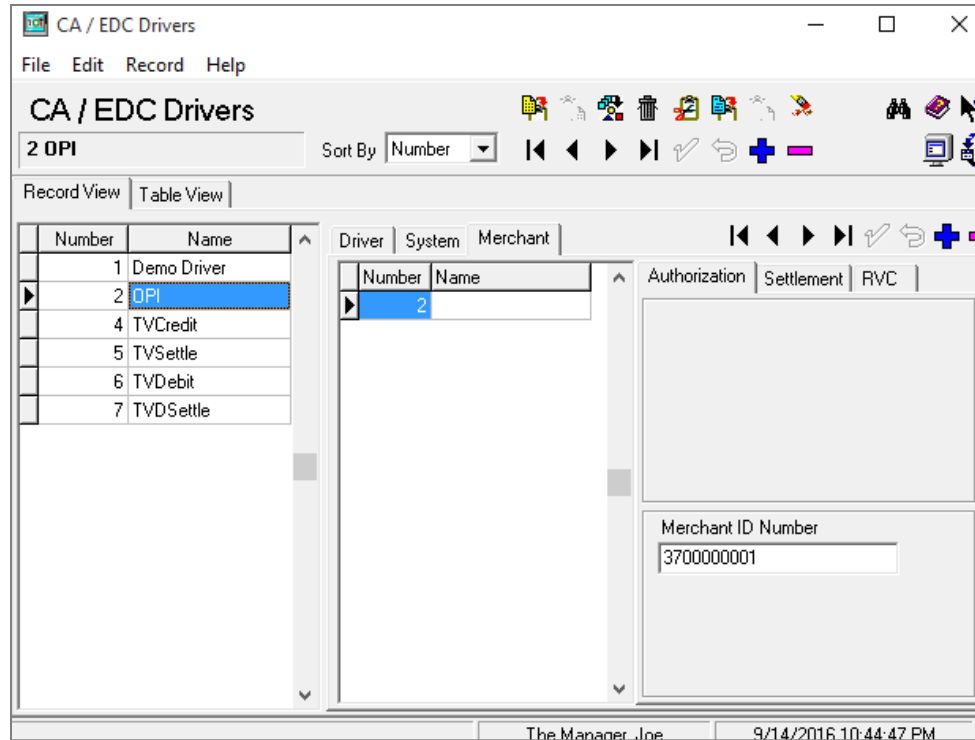 CA / EDC Drivers
File Edit Record Help
CA / EDC Drivers
2 OPI
Sort By Number
Record View Table View
Number Name
1 Demo Driver
2 OPI
4 TVCredit
5 TVSettle
6 TVDebit
7 TVDSettle
Driver System Merchant
Number Name
2
Authorization Settlement RVC
Merchant ID Number
3700000001
The Manager Joe 9/14/2016 10:44:47 PM